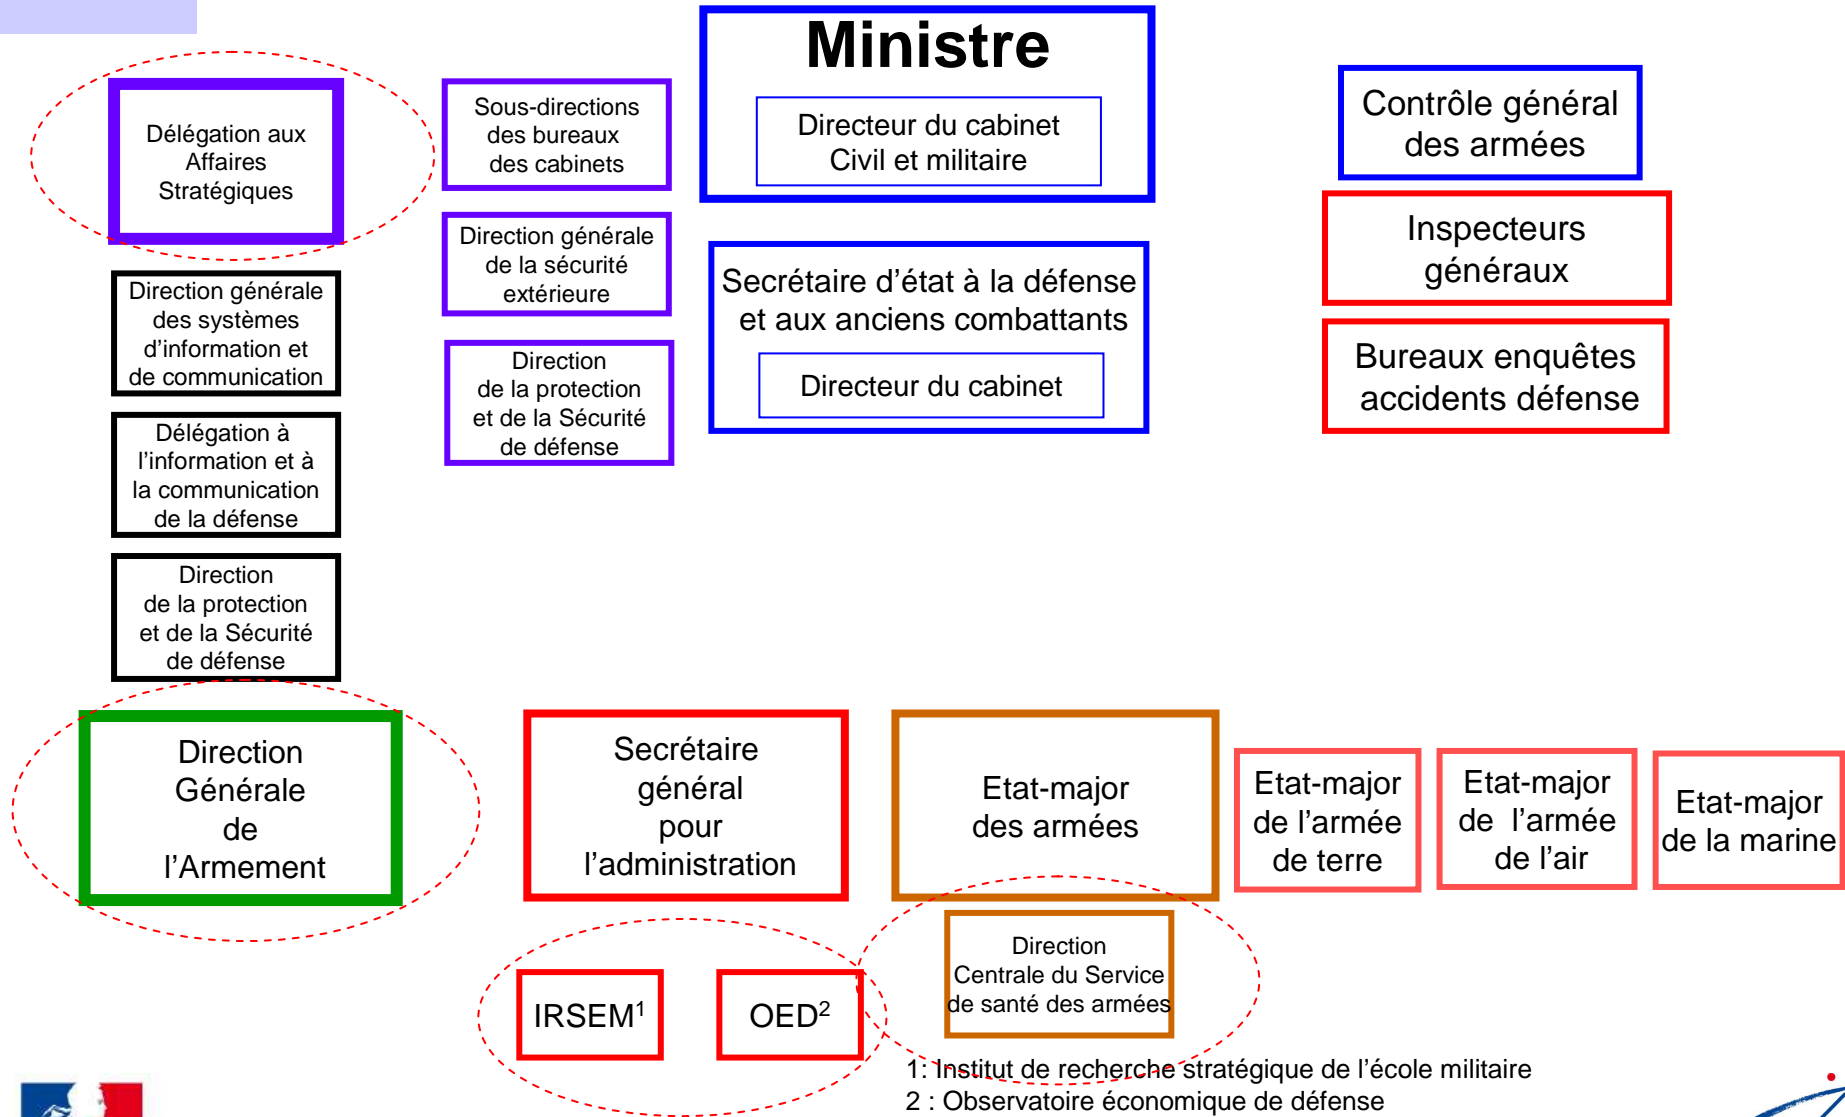 Ministre
Directeur du cabinet
Civil et militaire
Délégation aux
Affaires
Stratégiques
Sous-directions
des bureaux
des cabinets
Contrôle général
des armées
Direction générale
de la sécurité
extérieure
Secrétaire d’état à la défense
et aux anciens combattants
Directeur du cabinet
Inspecteurs
généraux
Direction générale
des systèmes
d’information et
de communication
Direction
de la protection
et de la Sécurité
de défense
Bureaux enquêtes
accidents défense
Délégation à
l’information et à
la communication
de la défense
Direction
de la protection
et de la Sécurité
de défense
Direction
Générale
de
l’Armement
Secrétaire
général
pour
l’administration
Etat-major
des armées
Etat-major
de l’armée
de terre
Etat-major
de l’armée
de l’air
Etat-major
de la marine
IRSEM¹
OED²
Direction
Centrale du Service
de santé des armées
1: Institut de recherche stratégique de l’école militaire
2 : Observatoire économique de défense